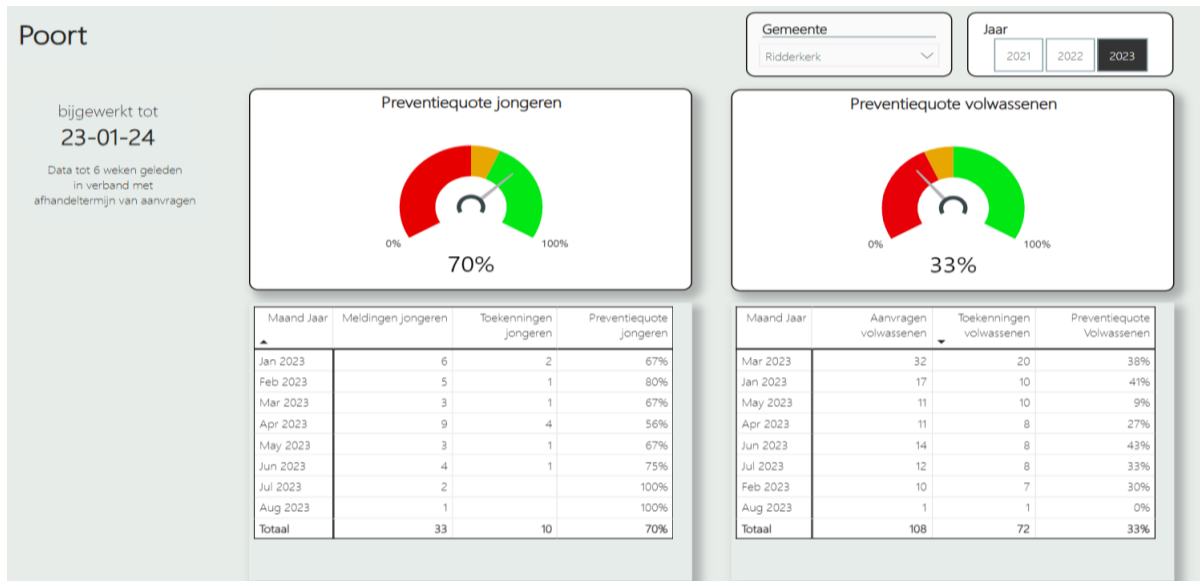 Poort
Gemeente
Ridderkerk
Jaar
2021 2022 2023
bijgewerkt tot
23-01-24
Data tot 6 weken geleden
in verband met
afhandeltermijn van aanvragen
Preventiequote jongeren
0% 100%
70%
Maand Jaar Meldingen jongeren Toekenningen jongeren Preventiequote jongeren
Jan 2023 6 2 67%
Feb 2023 5 1 80%
Mar 2023 3 1 67%
Apr 2023 9 4 56%
May 2023 3 1 67%
Jun 2023 4 1 75%
Jul 2023 2 100%
Aug 2023 1 100%
Totaal 33 10 70%
Preventiequote volwassenen
0% 100%
33%
Maand Jaar Aanvragen volwassenen Toekenningen volwassenen Preventiequote Volwassenen
Mar 2023 32 20 38%
Jan 2023 17 10 41%
May 2023 11 10 9%
Apr 2023 11 8 27%
Jun 2023 14 8 43%
Jul 2023 12 8 33%
Feb 2023 10 7 30%
Aug 2023 1 1 0%
Totaal 108 72 33%